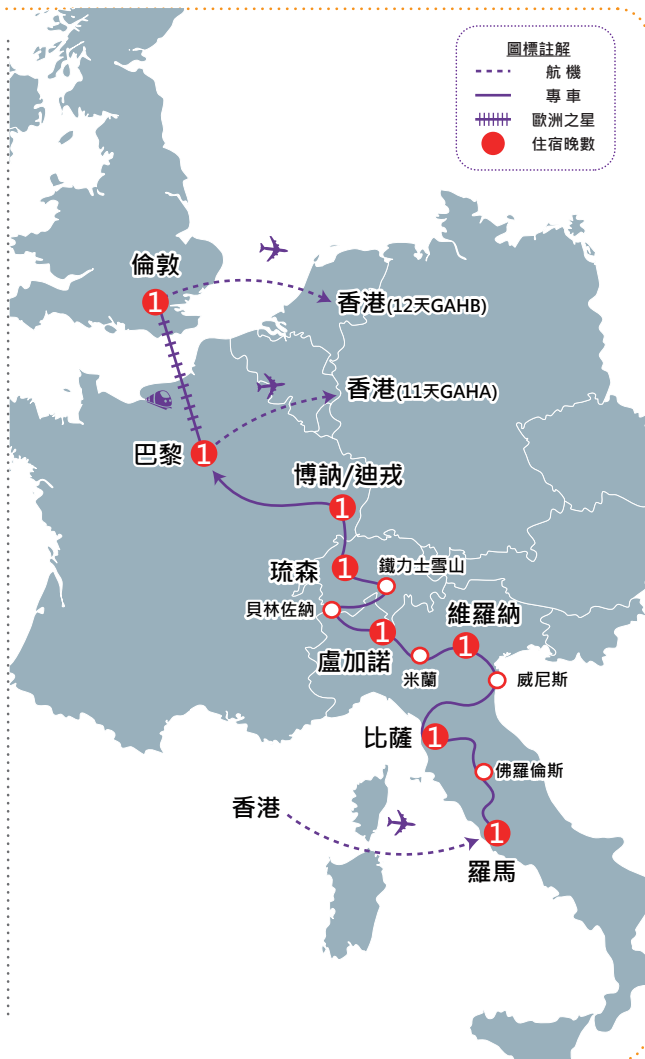 圖標註解
航機
專車
歐洲之星
1 住宿晚數
倫敦
1
香港(12天GAHB)
香港(11天GAHA)
巴黎 1
博訥/迪戎
1
琉森 1
鐵力士雪山
貝林佐納
維羅納
1
1
盧加諾
米蘭
威尼斯
比薩 1
佛羅倫斯
香港
1
羅馬